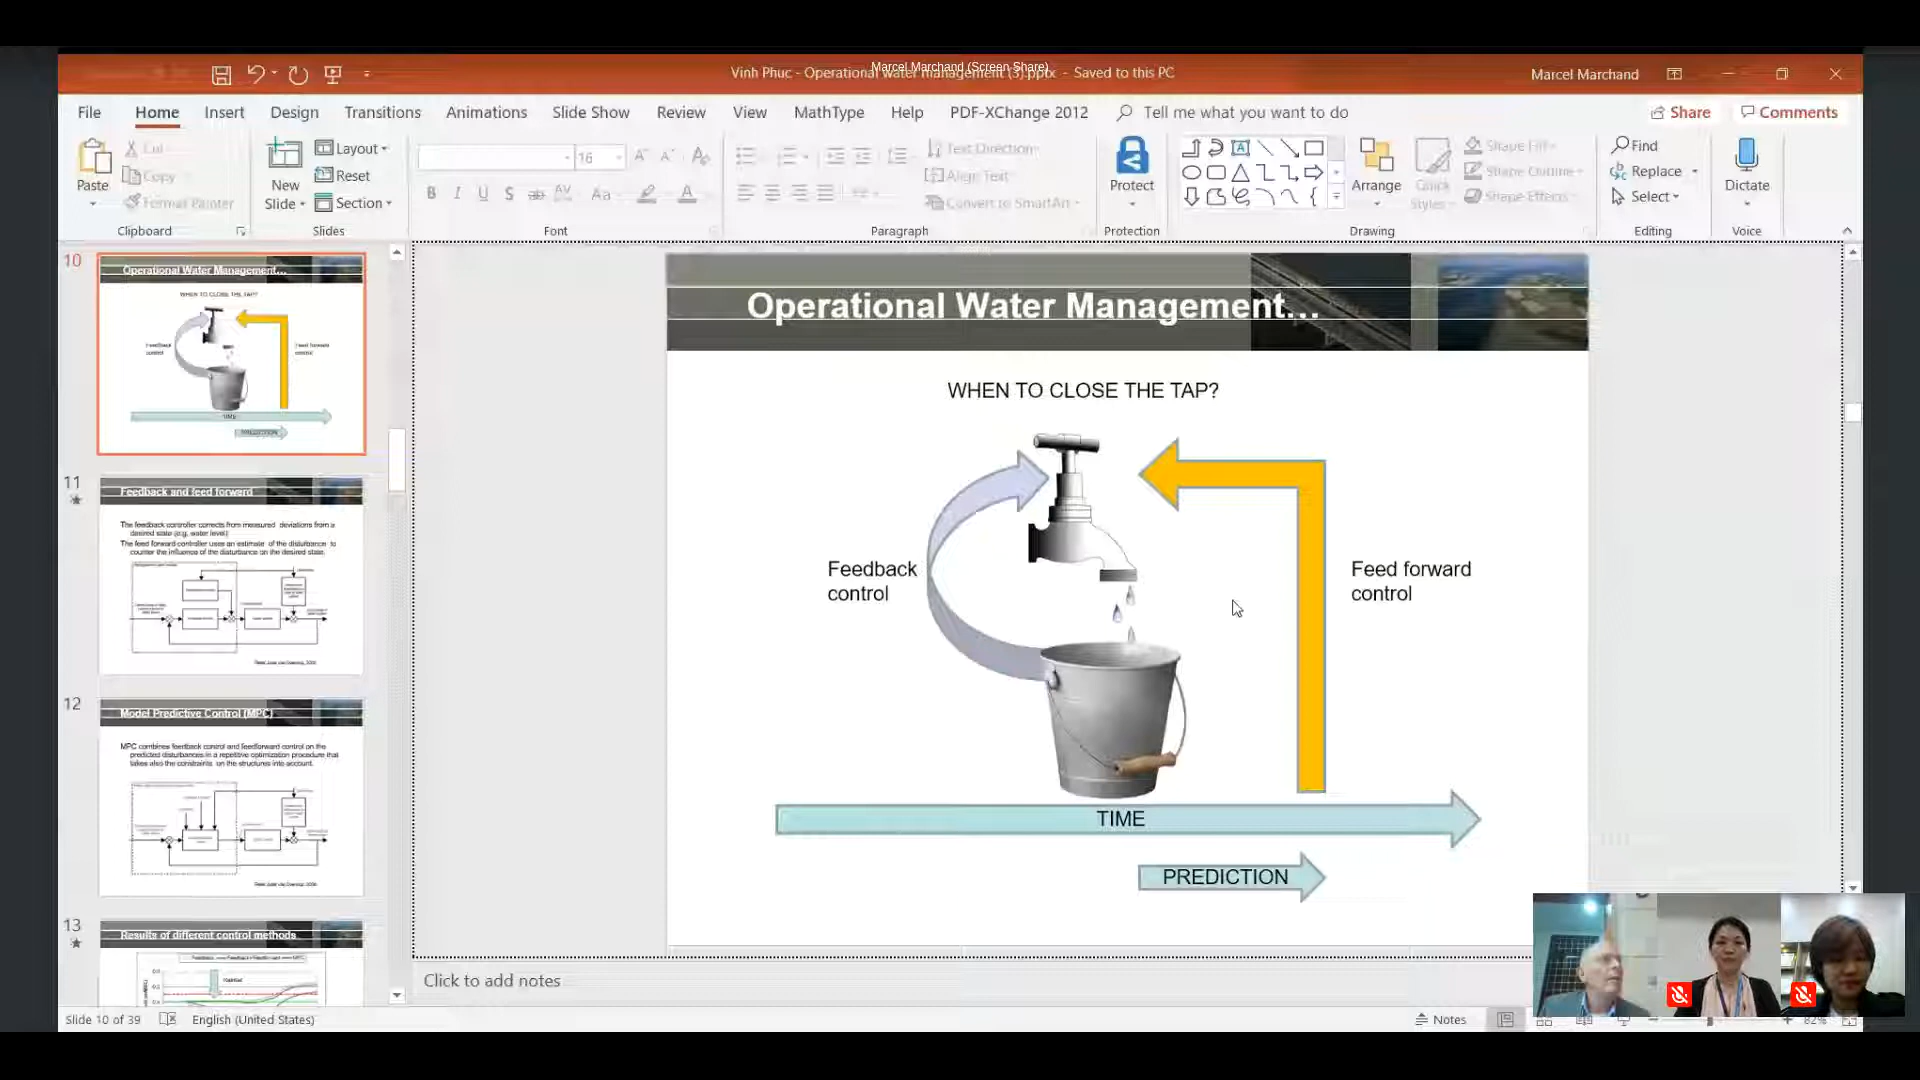 Marcel Marchand (Screan Share)
Vinh Phuc - Operational water management (3).pptx - Saved to this PC
Marcel Marchand
File Home Insert Design Transitions Animations Slide Show Review View MathType Help PDF-XChange 2012 Tell me what you want to do
Share Comments
Paste
Cut
Copy
Format Painter
Clipboard
New
Slide
Layout
Reset
Section
Slides
16
Font
Text Direction
Align Text
Convert to SmartArt
Paragraph
Protect
Protection
Arrange
Quick
Styles
Shape Fill
Shape Outline
Shape Effects
Drawing
Find
Replace
Select
Editing
Dictate
Voice
10
Operational Water Management...
WHEN TO CLOSE THE TAP?
Feedback
control
Feed forward
control
TIME
PREDICTION
11
Feedback and feed forward
The feedback controller corrects from measured deviations from a
desired state (e.g. water level)
The feed forward controller uses an estimate of the disturbance to
counter the influence of the disturbance on the desired state.
12
Model Predictive Control (MPC)
MPC combines feedback control and feedforward control on the
predicted disturbances in a repetitive optimization procedure that
takes also the constraints on the structures into account.
13
Results of different control methods
Operational Water Management...
WHEN TO CLOSE THE TAP?
Feedback
control
Feed forward
control
TIME
PREDICTION
Click to add notes
Slide 10 of 39
English (United States)
Notes
82%